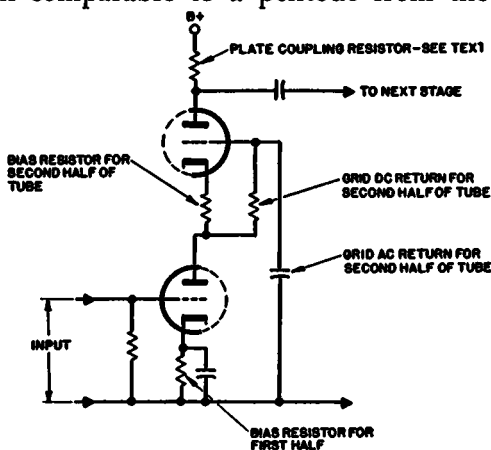 comparable to a pentode from the
B+
PLATE COUPLING RESISTOR-SEE TEXT
TO NEXT STAGE
BIAS RESISTOR FOR
SECOND HALF OF
TUBE
GRID DC RETURN FOR
SECOND HALF OF TUBE
GRID AC RETURN FOR
SECOND HALF OF TUBE
INPUT
BIAS RESISTOR FOR
FIRST HALF